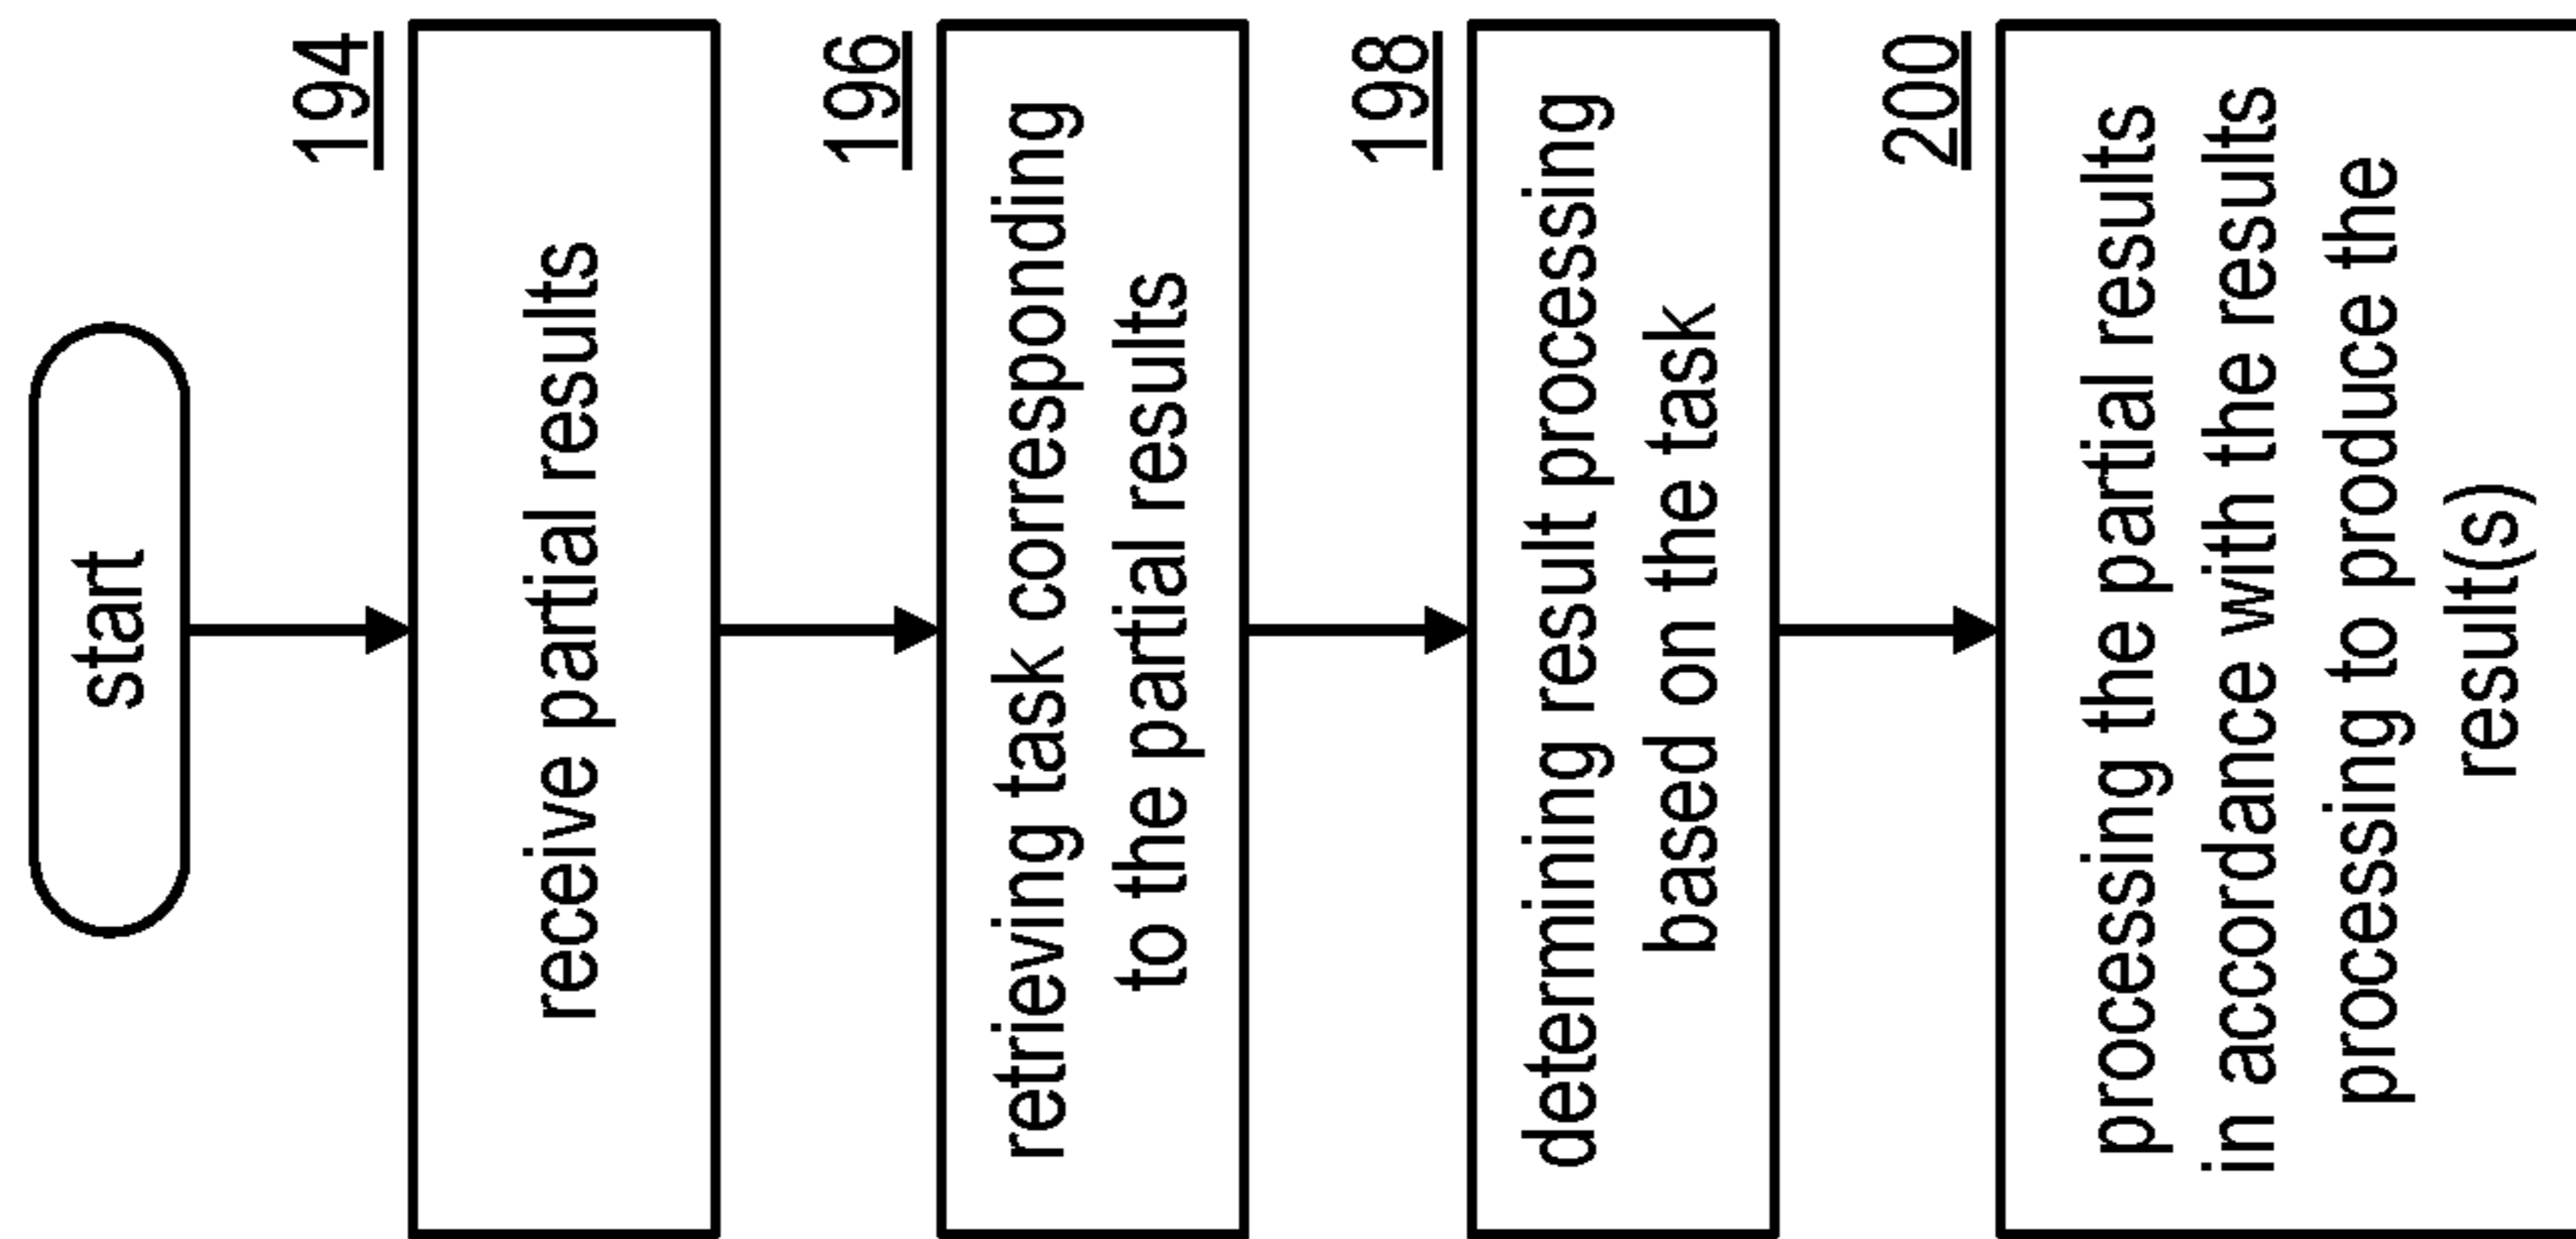 start
194
receive partial results
196
retrieving task corresponding
to the partial results
198
determining result processing
based on the task
200
processing the partial results
in accordance with the results
processing to produce the
result(s)